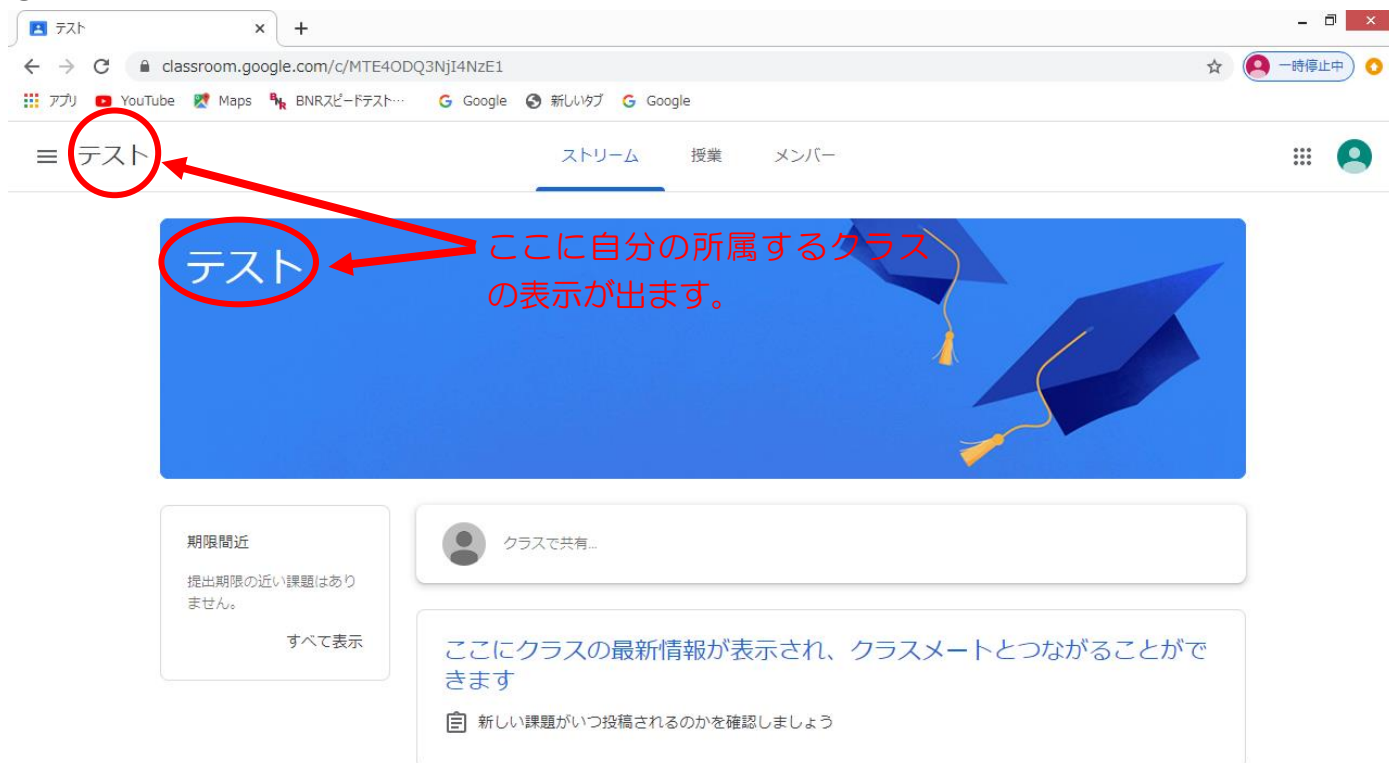 テスト
classroom.google.com/c/MTE4ODQ3NjI4NzE1
一時停止中
アプリ YouTube Maps BNRスピードテスト… Google 新しいタブ Google
テスト ストリーム 授業 メンバー
テスト
ここに自分の所属するクラス
の表示が出ます。
期限間近
提出期限の近い課題はあり
ません。
すべて表示
クラスで共有...
ここにクラスの最新情報が表示され、クラスメートとつながることがで
きます
新しい課題がいつ投稿されるのかを確認しましょう